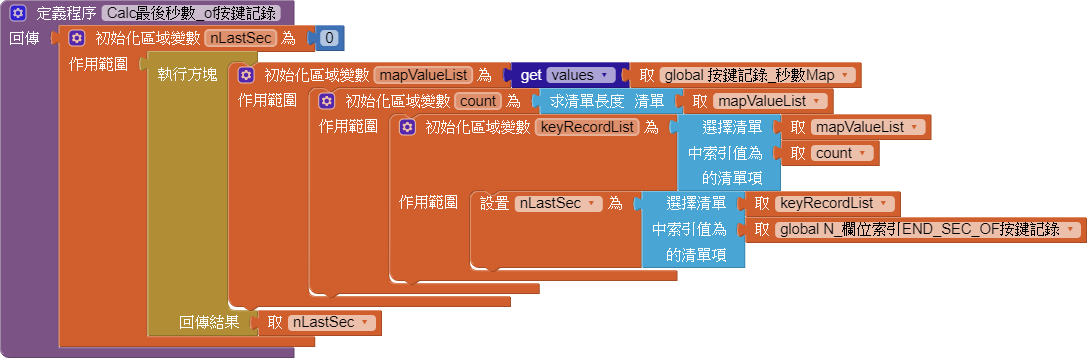 定義程序 Calc最後秒數_of按鍵記錄
回傳 初始化區域變數 nLastSec 為 0
作用範圍 執行方塊 初始化區域變數 mapValueList 為 get values 取 global 按鍵記錄_秒數Map
作用範圍 初始化區域變數 count 為 求清單長度 清單 取 mapValueList
作用範圍 初始化區域變數 keyRecordList 為 選擇清單 取 mapValueList
中索引值為 取 count
的清單項
作用範圍 設置 nLastSec 為 選擇清單 取 keyRecordList
中索引值為 取 global N_欄位索引END_SEC_OF按鍵記錄
的清單項
回傳結果 取 nLastSec